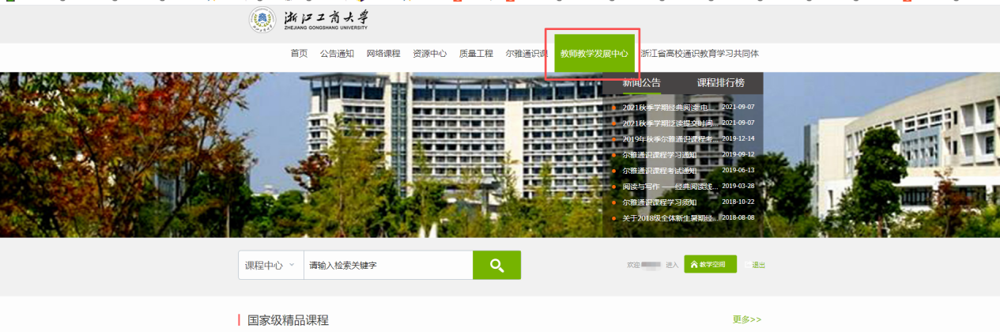 浙江工商大学
ZHEJIANG GONGSHANG UNIVERSITY
首页 公告通知 网络课程 资源中心 质量工程 尔雅通识课 教师教学发展中心 浙江省高校通识教育学习共同体
新闻公告 课程排行榜
2021秋季学期经典阅读电... 2021-09-07
2021秋季学期泛读提交时间... 2021-09-07
2019年秋季尔雅通识课程考... 2019-12-14
尔雅通识课程学习通知 2019-09-12
尔雅通识课程考试通知 2019-06-13
阅读与写作 ——经典阅读线... 2019-03-28
尔雅通识课程学习须知 2018-10-22
关于2018级全体新生暑期经... 2018-08-08
课程中心 请输入检索关键字
欢迎 进入 教学空间 退出
国家级精品课程 更多>>